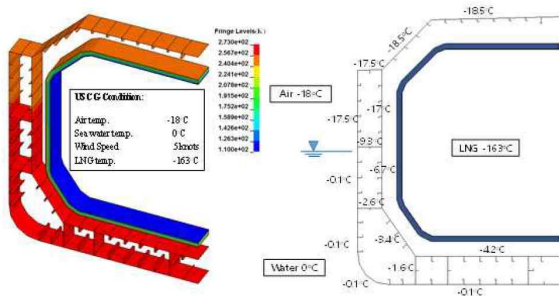 Fringe Levels
2.730e+02
2.567e+02
2.404e+02
2.241e+02
2.078e+02
1.915e+02
1.752e+02
1.589e+02
1.426e+02
1.263e+02
1.100e+02
USCG Condition:
Air temp. -18 C
Sea water temp. 0 C
Wind Speed 5knots
LNG temp. -163 C
Air -18°C
-18.5°C
-18.5°C
-17.5°C
-17°C
-17.5°C
-9.3°C
LNG -163°C
-6.7°C
-0.1°C
-2.6°C
-0.1°C
-3.4°C
-42°C
Water 0°C
-1.6°C
-0.1°C
-0.1°C